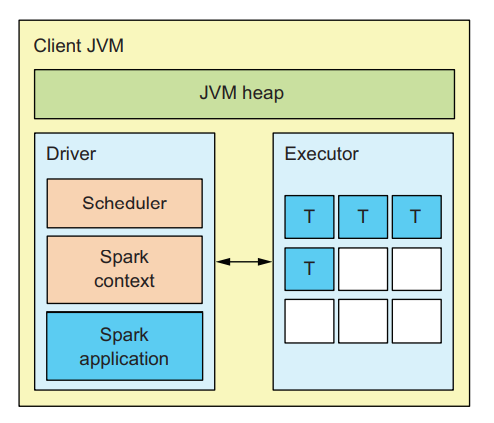 Client JVM
JVM heap
Driver
Scheduler
Spark
context
Spark
application
Executor
T T T
T